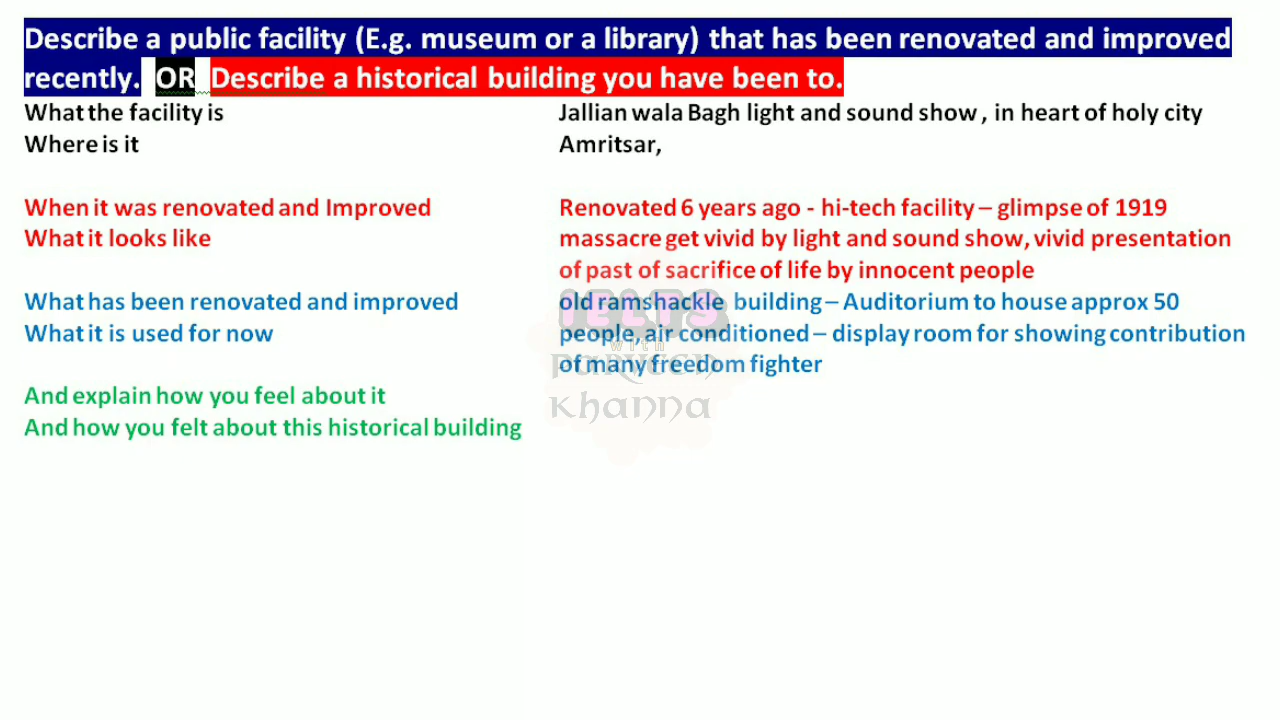 Describe a public facility (E.g. museum or a library) that has been renovated and improved
recently. OR Describe a historical building you have been to.
What the facility is
Where is it
When it was renovated and Improved
What it looks like
What has been renovated and improved
What it is used for now
And explain how you feel about it
And how you felt about this historical building
Jallian wala Bagh light and sound show , in heart of holy city
Amritsar,
Renovated 6 years ago - hi-tech facility – glimpse of 1919
massacre get vivid by light and sound show, vivid presentation
of past of sacrifice of life by innocent people
old ramshackle building – Auditorium to house approx 50
people, air conditioned – display room for showing contribution
of many freedom fighter
IELTS
with
Parveen
Khanna